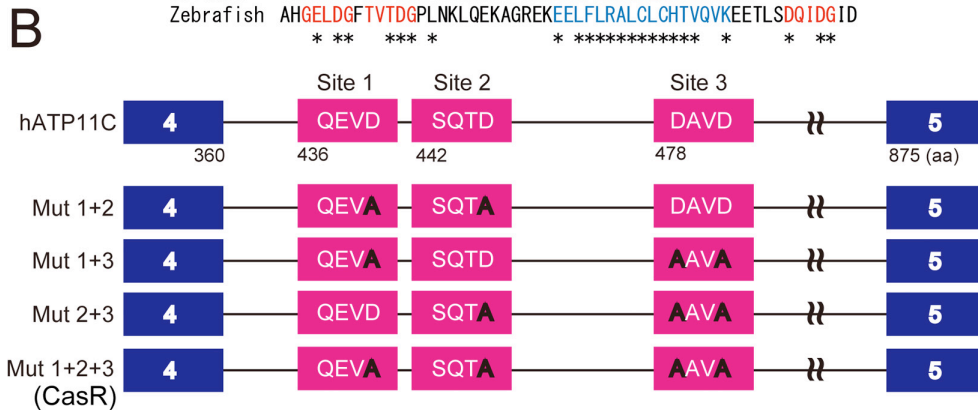 B
Zebrafish AHGELDGFTVTDGPLNKLQEKAGREKEELFLRALCLCHTVQVKEETLSDQIDGID
* ** *** * * ************ * * **
Site 1 Site 2 Site 3
hATP11C 4 QEVD SQTD DAVD 5
360 436 442 478 875 (aa)
Mut 1+2 4 QEVA SQTA DAVD 5
Mut 1+3 4 QEVA SQTD AAVA 5
Mut 2+3 4 QEVD SQTA AAVA 5
Mut 1+2+3 4 QEVA SQTA AAVA 5
(CasR)